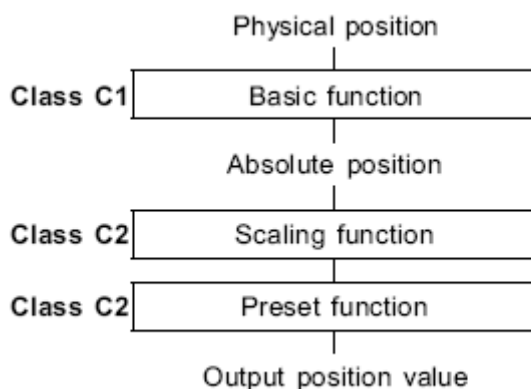 Physical position
Class C1 Basic function
Absolute position
Class C2 Scaling function
Class C2 Preset function
Output position value